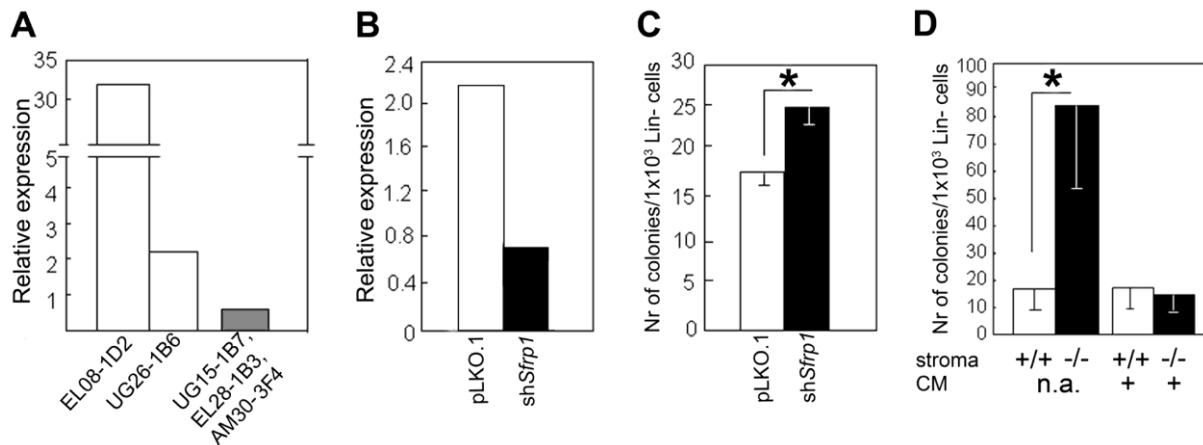 A
Relative expression
35
30
5
4
3
2
1
EL08-1D2
UG26-1B6
UG15-1B7,
EL28-1B3,
AM30-3F4
B
Relative expression
2.4
2.0
1.6
1.2
0.8
0.4
0
pLKO.1
shSfrp1
C
Nr of colonies/1x10³ Lin- cells
30
25
20
15
10
5
0
*
pLKO.1
shSfrp1
D
Nr of colonies/1x10³ Lin- cells
100
90
80
70
60
50
40
30
20
10
0
*
stroma +/+ -/- +/+ -/-
CM n.a. + +